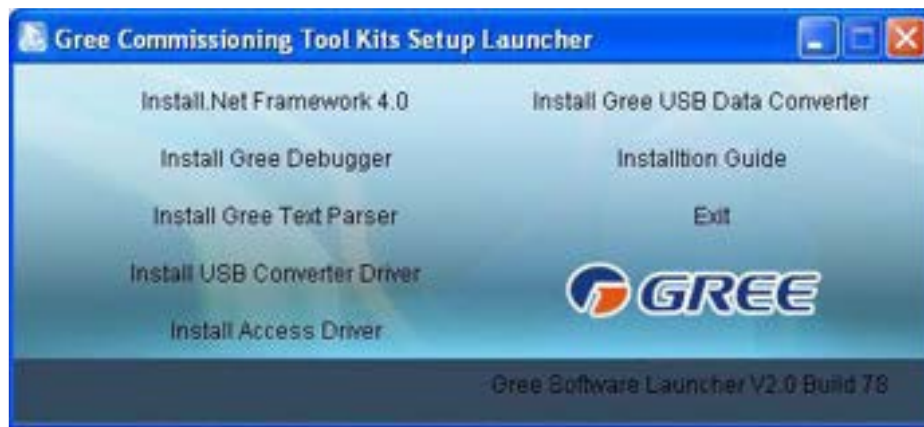 Gree Commissioning Tool Kits Setup Launcher
Install.Net Framework 4.0
Install Gree USB Data Converter
Install Gree Debugger
Installtion Guide
Install Gree Text Parser
Exit
Install USB Converter Driver
GREE
Install Access Driver
Gree Software Launcher V2.0 Build 78